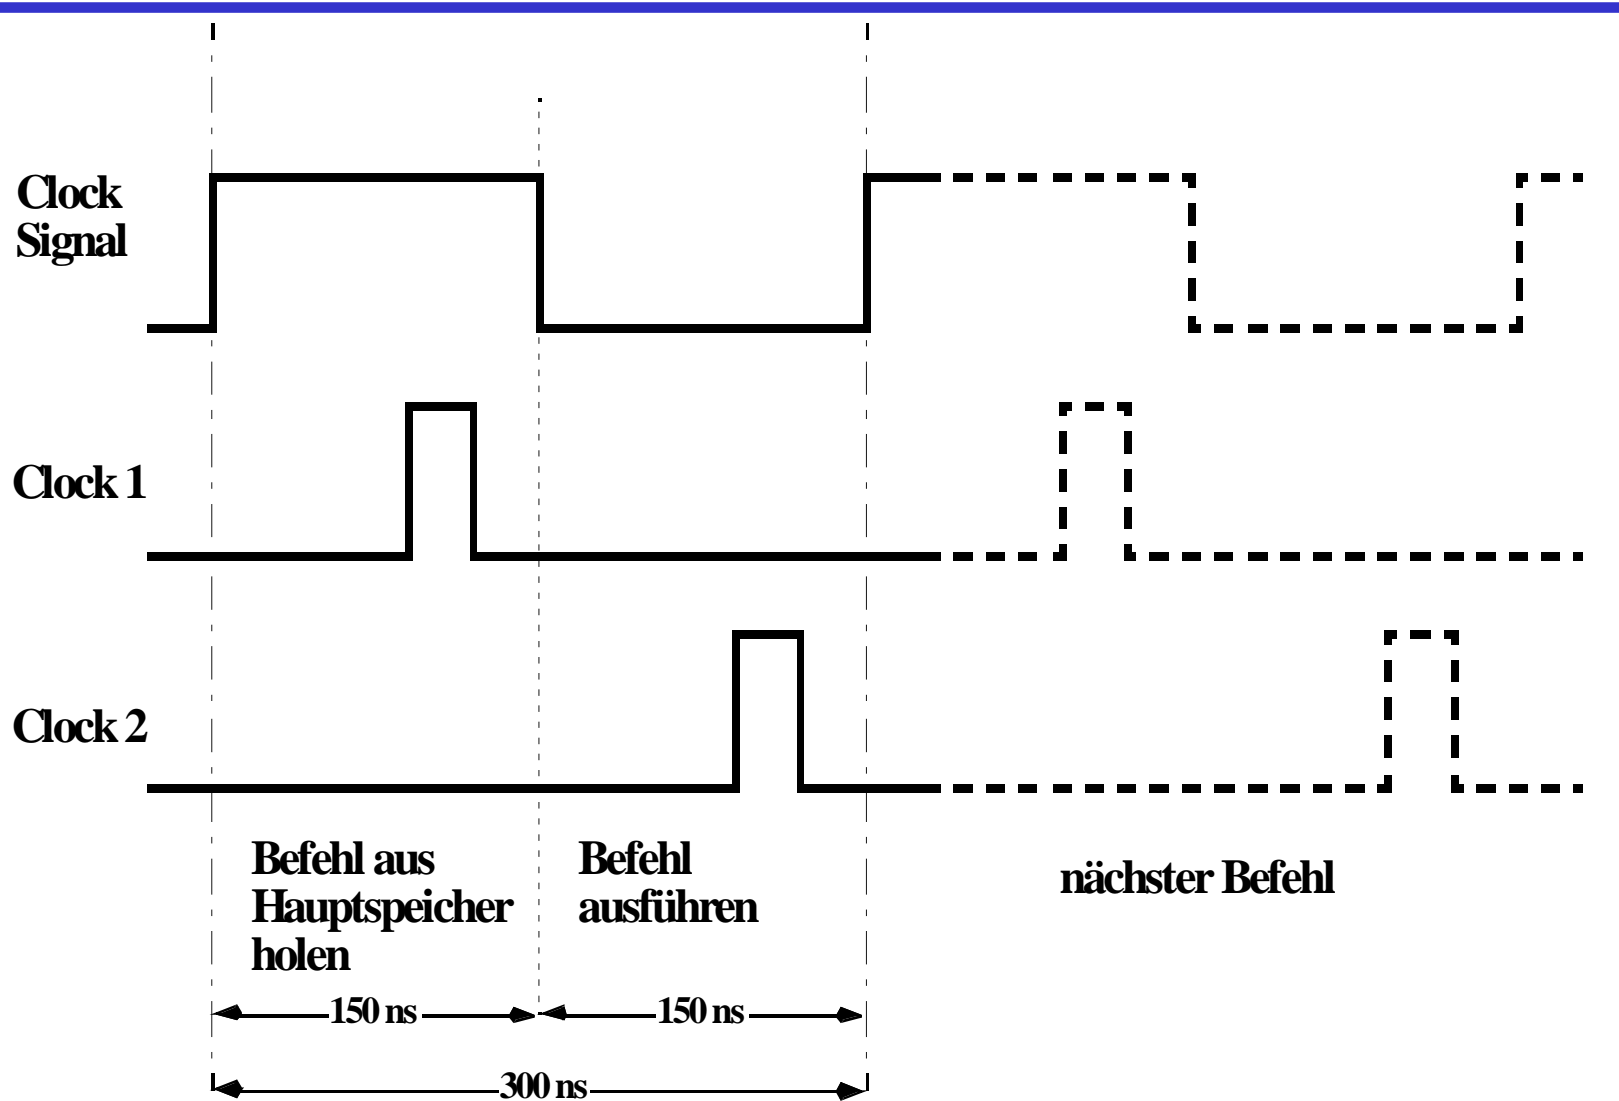 Clock
Signal
Clock 1
Clock 2
Befehl aus
Hauptspeicher
holen
Befehl
ausführen
nächster Befehl
150 ns
150 ns
300 ns